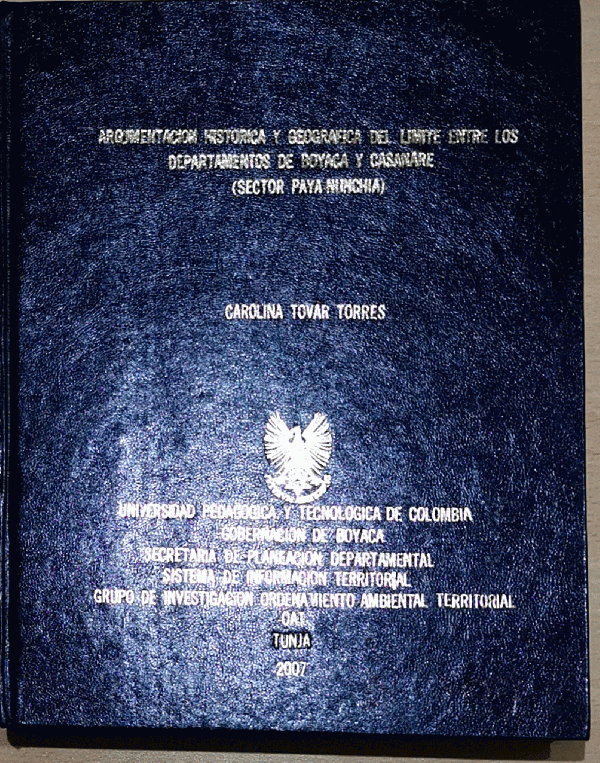 ARGUMENTACION HISTORICA Y GEOGRAFICA DEL LIMITE ENTRE LOS
DEPARTAMENTOS DE BOYACA Y CASANARE
(SECTOR PAYA-NUNCHIA)
CAROLINA TOVAR TORRES
UNIVERSIDAD PEDAGOGICA Y TECNOLOGICA DE COLOMBIA
GOBERNACION DE BOYACA
SECRETARIA DE PLANEACION DEPARTAMENTAL
SISTEMA DE INFORMACION TERRITORIAL
GRUPO DE INVESTIGACION ORDENAMIENTO AMBIENTAL TERRITORIAL
OAT
TUNJA
2007